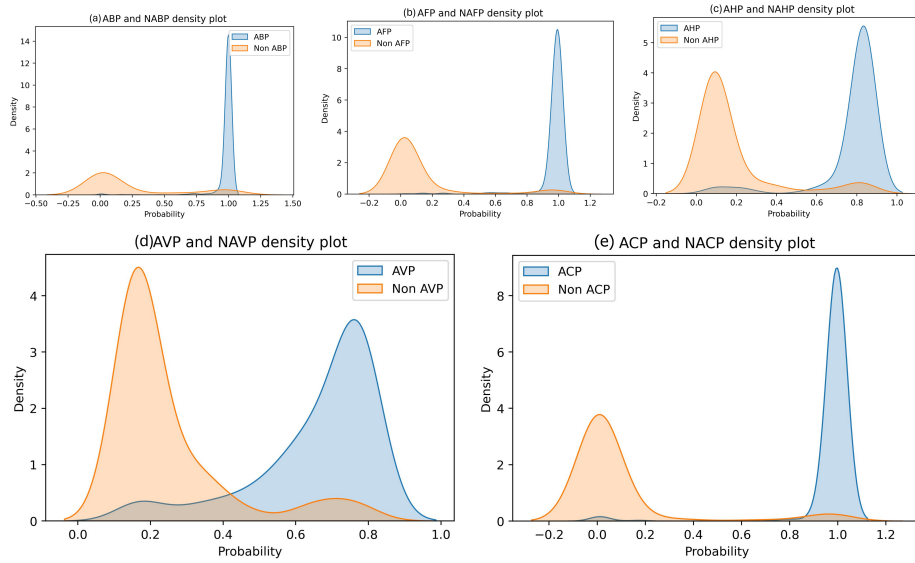 (a)ABP and NABP density plot
ABP
Non ABP
14
12
10
8
6
4
2
0
Density
−0.50 −0.25 0.00 0.25 0.50 0.75 1.00 1.25 1.50
Probability
(b)AFP and NAFP density plot
AFP
Non AFP
10
8
6
4
2
0
Density
−0.2 0.0 0.2 0.4 0.6 0.8 1.0 1.2
Probability
(c)AHP and NAHP density plot
AHP
Non AHP
5
4
3
2
1
0
Density
−0.2 0.0 0.2 0.4 0.6 0.8 1.0
Probability
(d)AVP and NAVP density plot
AVP
Non AVP
4
3
2
1
0
Density
0.0 0.2 0.4 0.6 0.8 1.0
Probability
(e) ACP and NACP density plot
ACP
Non ACP
8
6
4
2
0
Density
−0.2 0.0 0.2 0.4 0.6 0.8 1.0 1.2
Probability